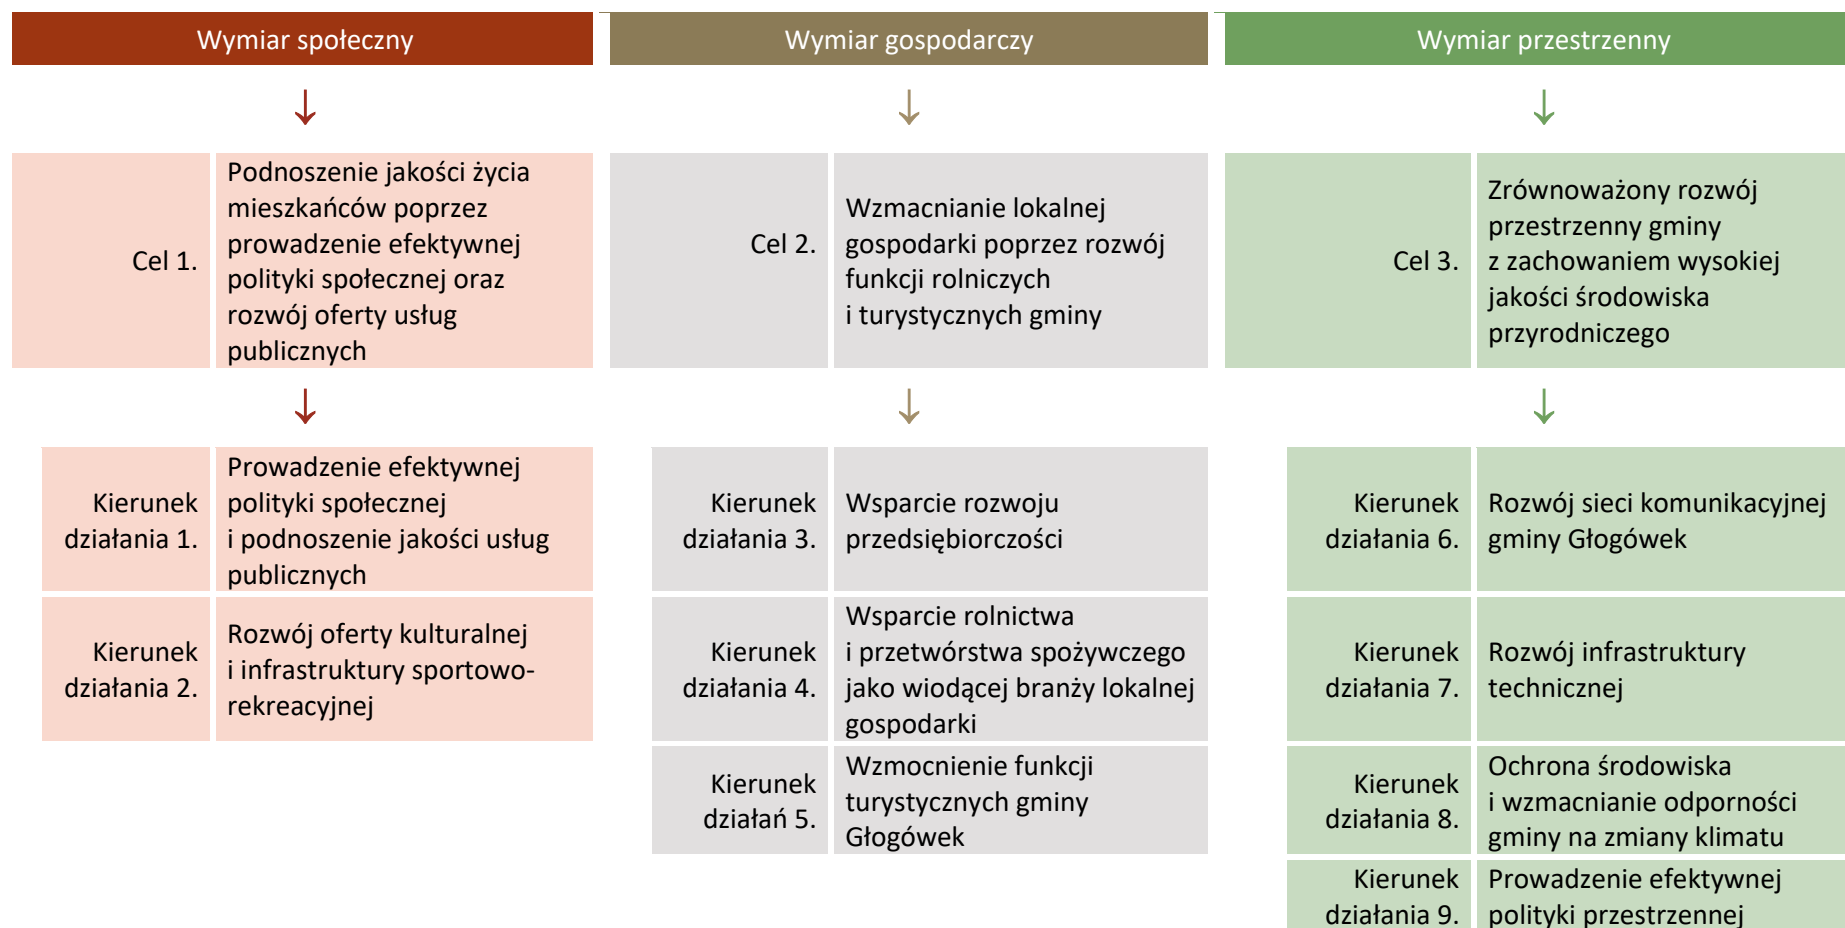 Wymiar społeczny
Cel 1.
Podnoszenie jakości życia
mieszkańców poprzez
prowadzenie efektywnej
polityki społecznej oraz
rozwój oferty usług
publicznych
Kierunek
działania 1.
Prowadzenie efektywnej
polityki społecznej
i podnoszenie jakości usług
publicznych
Kierunek
działania 2.
Rozwój oferty kulturalnej
i infrastruktury sportowo-
rekreacyjnej
Wymiar gospodarczy
Cel 2.
Wzmacnianie lokalnej
gospodarki poprzez rozwój
funkcji rolniczych
i turystycznych gminy
Kierunek
działania 3.
Wsparcie rozwoju
przedsiębiorczości
Kierunek
działania 4.
Wsparcie rolnictwa
i przetwórstwa spożywczego
jako wiodącej branży lokalnej
gospodarki
Kierunek
działań 5.
Wzmocnienie funkcji
turystycznych gminy
Głogówek
Wymiar przestrzenny
Cel 3.
Zrównoważony rozwój
przestrzenny gminy
z zachowaniem wysokiej
jakości środowiska
przyrodniczego
Kierunek
działania 6.
Rozwój sieci komunikacyjnej
gminy Głogówek
Kierunek
działania 7.
Rozwój infrastruktury
technicznej
Kierunek
działania 8.
Ochrona środowiska
i wzmacnianie odporności
gminy na zmiany klimatu
Kierunek
działania 9.
Prowadzenie efektywnej
polityki przestrzennej